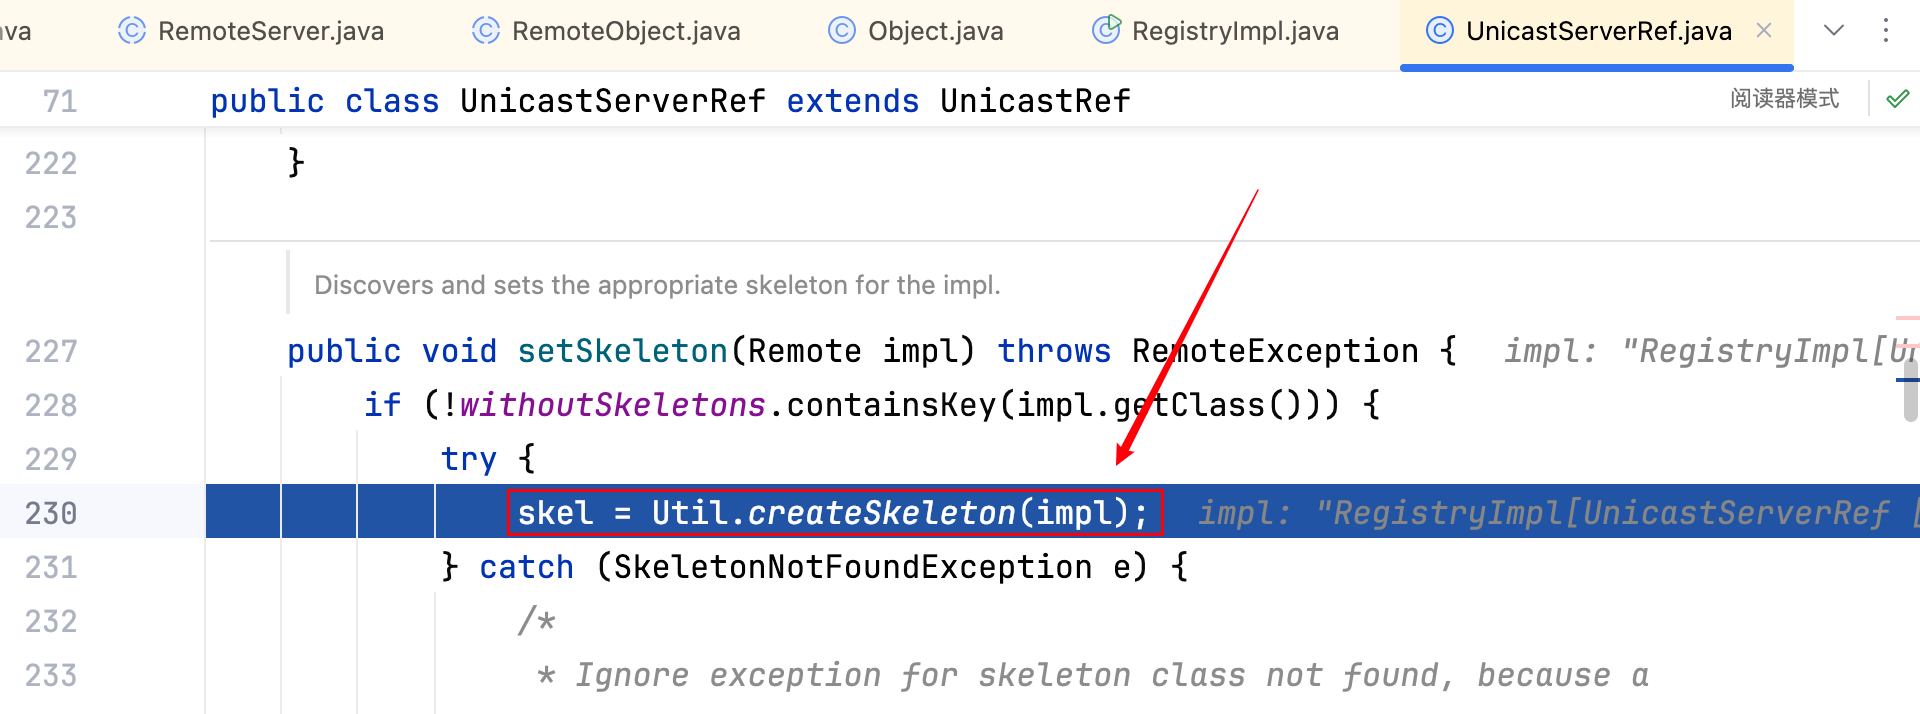 va RemoteServer.java RemoteObject.java Object.java RegistryImpl.java UnicastServerRef.java
71 public class UnicastServerRef extends UnicastRef 阅读器模式
222 }
223
Discovers and sets the appropriate skeleton for the impl.
227 public void setSkeleton(Remote impl) throws RemoteException { impl: "RegistryImpl[Un
228 if (!withoutSkeletons.containsKey(impl.getClass())) {
229 try {
230 skel = Util.createSkeleton(impl); impl: "RegistryImpl[UnicastServerRef [
231 } catch (SkeletonNotFoundException e) {
232 /*
233 * Ignore exception for skeleton class not found, because a